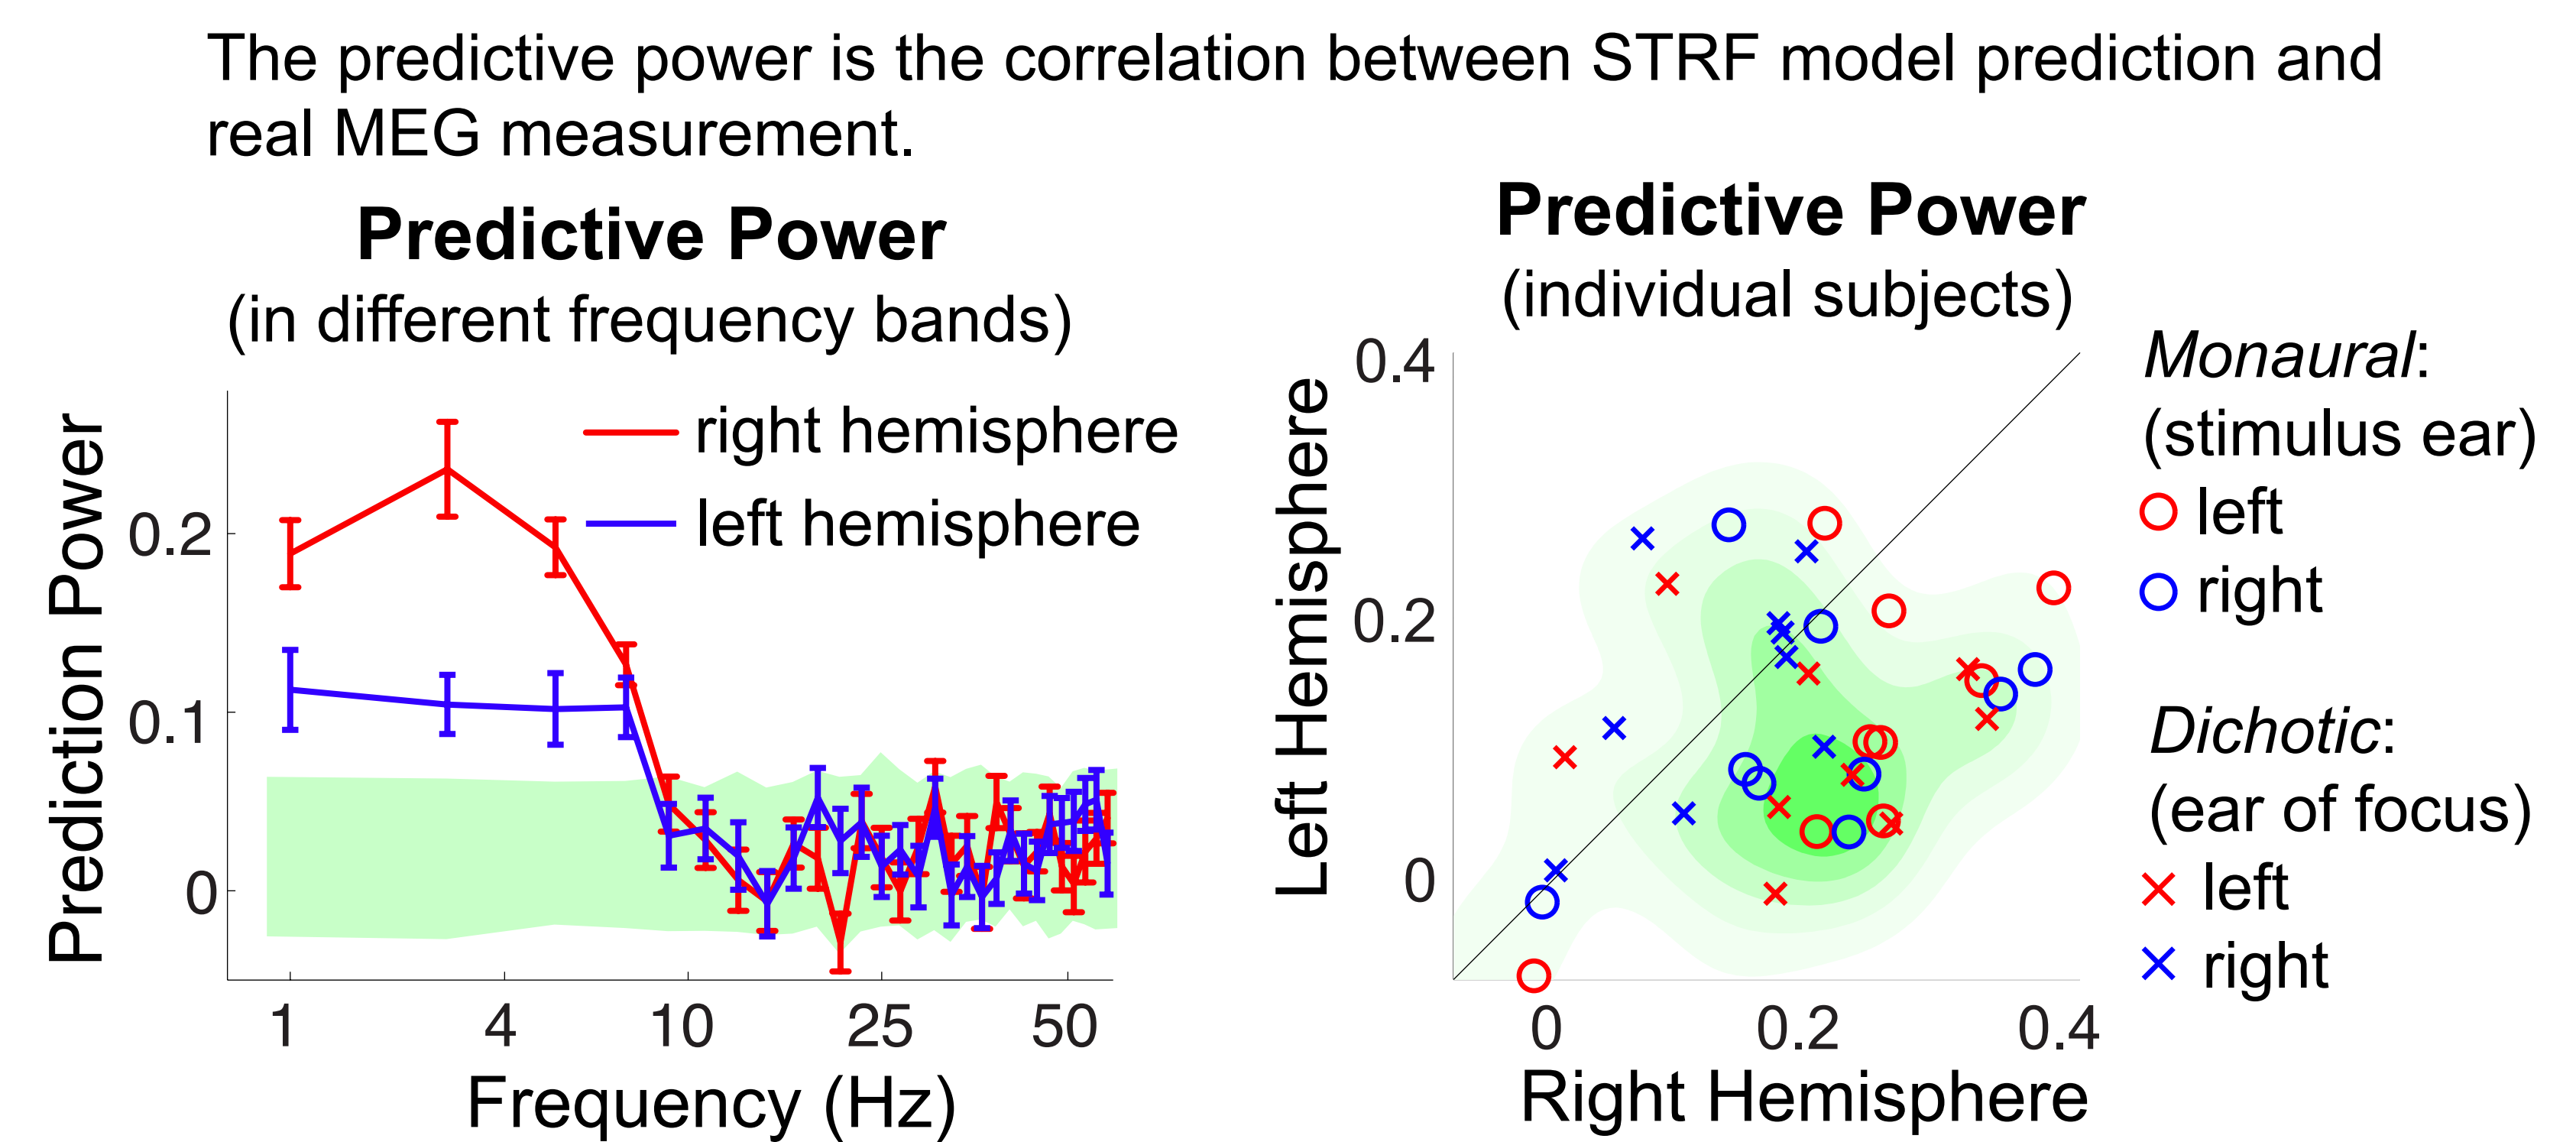 The predictive power is the correlation between STRF model prediction and
real MEG measurement.
Predictive Power
(in different frequency bands)
right hemisphere
left hemisphere
Prediction Power
0.2
0.1
0
1 4 10 25 50
Frequency (Hz)
Predictive Power
(individual subjects)
Left Hemisphere
0.4
0.2
0
0 0.2 0.4
Right Hemisphere
Monaural:
(stimulus ear)
left
right
Dichotic:
(ear of focus)
left
right